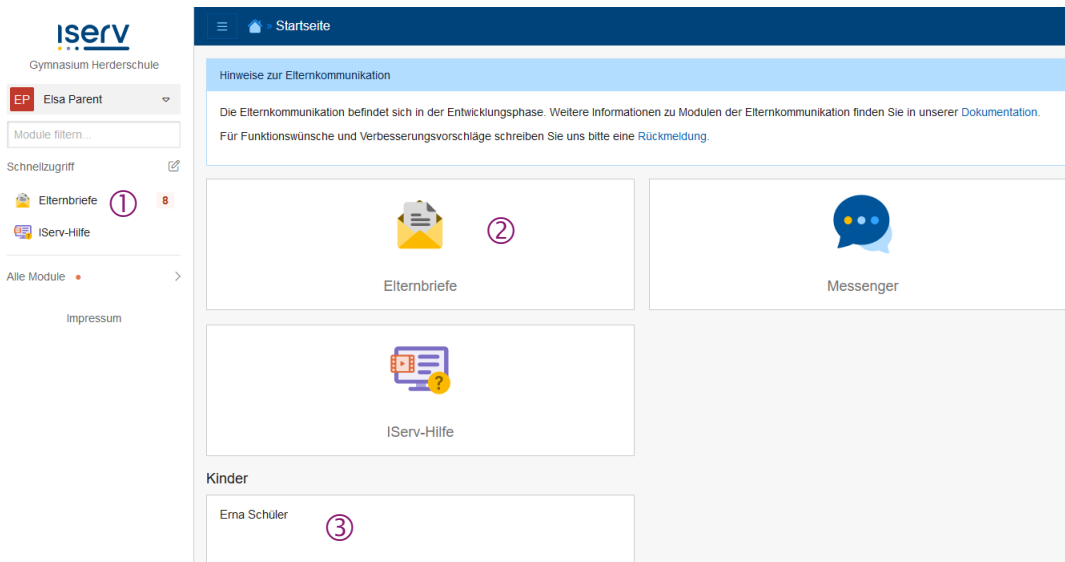 IServ
Gymnasium Herderschule
EP Elsa Parent
Module filtern...
Schnellzugriff
Elternbriefe ① 8
IServ-Hilfe
Alle Module
Impressum
» Startseite
Hinweise zur Elternkommunikation
Die Elternkommunikation befindet sich in der Entwicklungsphase. Weitere Informationen zu Modulen der Elternkommunikation finden Sie in unserer Dokumentation.
Für Funktionswünsche und Verbesserungsvorschläge schreiben Sie uns bitte eine Rückmeldung.
②
Elternbriefe
Messenger
?
IServ-Hilfe
Kinder
Erna Schüler
③